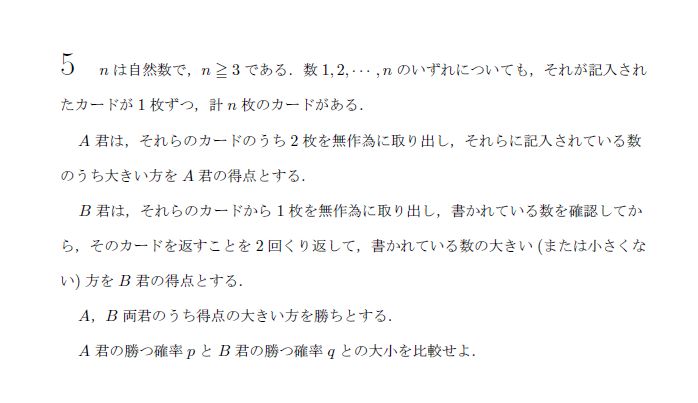 5 nは自然数で，n ≧ 3 である．数 1, 2, ⋯ , n のいずれについても，それが記入され
たカードが 1 枚ずつ，計 n 枚のカードがある．
A 君は，それらのカードのうち 2 枚を無作為に取り出し，それらに記入されている数
のうち大きい方を A 君の得点とする．
B 君は，それらのカードから 1 枚を無作為に取り出し，書かれている数を確認してか
ら，そのカードを返すことを 2 回くり返して，書かれている数の大きい (または小さくな
い) 方を B 君の得点とする．
A，B 両君のうち得点の大きい方を勝ちとする．
A 君の勝つ確率 p と B 君の勝つ確率 q との大小を比較せよ．